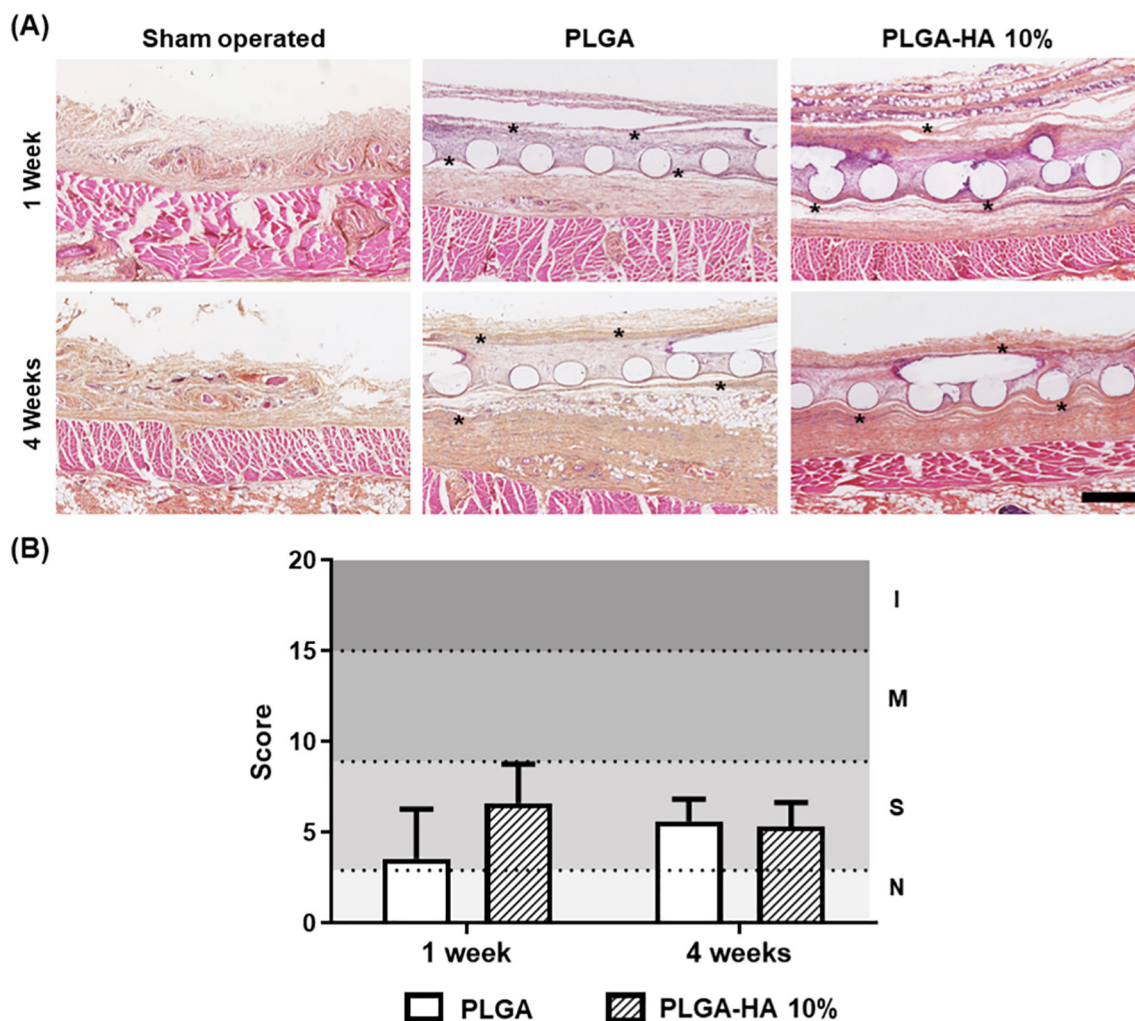 (A)
Sham operated
PLGA
PLGA-HA 10%
1 Week
* * * *
* * *
4 Weeks
* * * *
* * *
(B)
20
15
10
5
0
Score
I
M
S
N
1 week
4 weeks
PLGA
PLGA-HA 10%